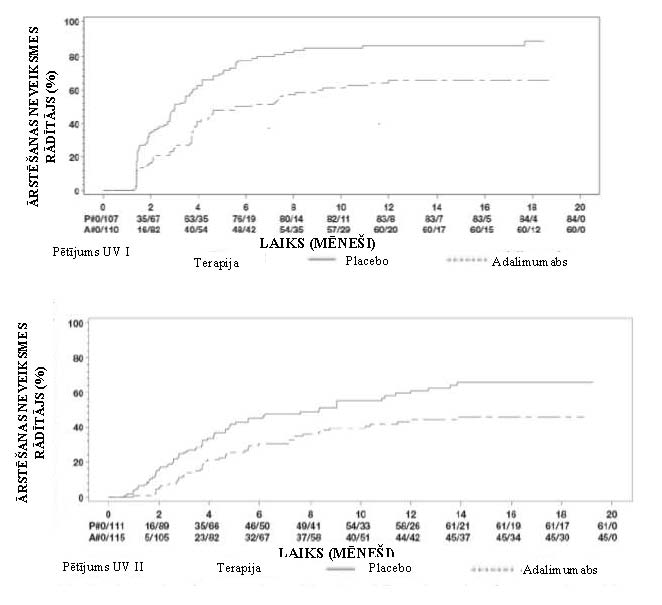 ĀRSTĒŠANAS NEVEIKSMES
RĀDĪTĀJS (%)
100
80
60
40
20
0
0 2 4 6 8 10 12 14 16 18 20
P#0/107 35/67 63/35 76/19 80/14 82/11 83/8 83/7 83/5 84/4 84/0
A#0/110 16/82 40/54 48/42 54/35 57/29 60/20 60/17 60/15 60/12 60/0
LAIKS (MĒNEŠI)
Pētījums UV I Terapija Placebo Adalimumabs
ĀRSTĒŠANAS NEVEIKSMES
RĀDĪTĀJS (%)
100
80
60
40
20
0
0 2 4 6 8 10 12 14 16 18 20
P#0/111 16/89 35/66 46/50 49/41 54/33 58/26 61/21 61/19 61/17 61/0
A#0/115 5/105 23/82 32/67 37/58 40/51 44/42 45/37 45/34 45/30 45/0
LAIKS (MĒNEŠI)
Pētījums UV II Terapija Placebo Adalimumabs